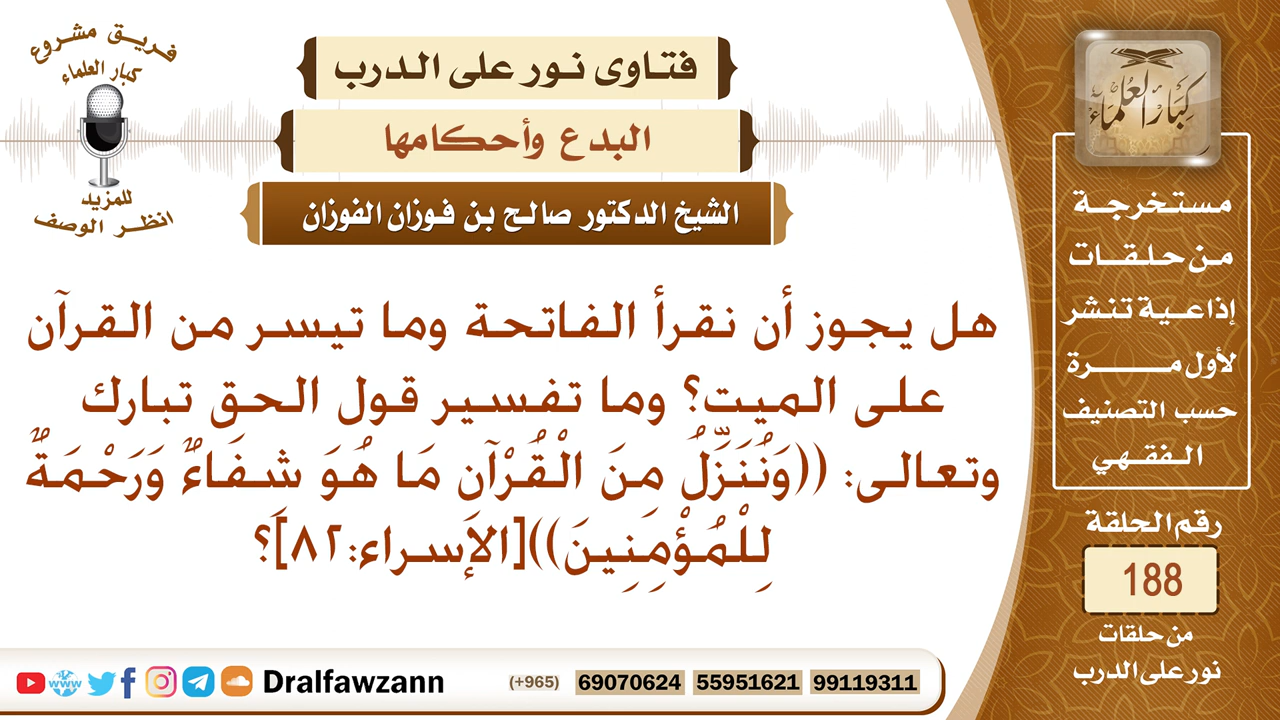 فريق مشروع
كبار العلماء
للمزيد
انظر الوصف
فتاوى نور على الدرب
البدع وأحكامها
الشيخ الدكتور صالح بن فوزان الفوزان
هل يجوز أن نقرأ الفاتحة وما تيسر من القرآن
على الميت؟ وما تفسير قول الحق تبارك
وتعالى: ((وَنُنَزِّلُ مِنَ الْقُرْآنِ مَا هُوَ شِفَاءٌ وَرَحْمَةٌ
لِلْمُؤْمِنِينَ))[الإسراء:٨٢]؟
كبار العلماء
مستخرجة
من حلقات
إذاعية تنشر
لأول مرة
حسب التصنيف
الفقهي
رقم الحلقة
188
من حلقات
نور على الدرب
www
Dralfawzann
(+965) 69070624 55951621 99119311